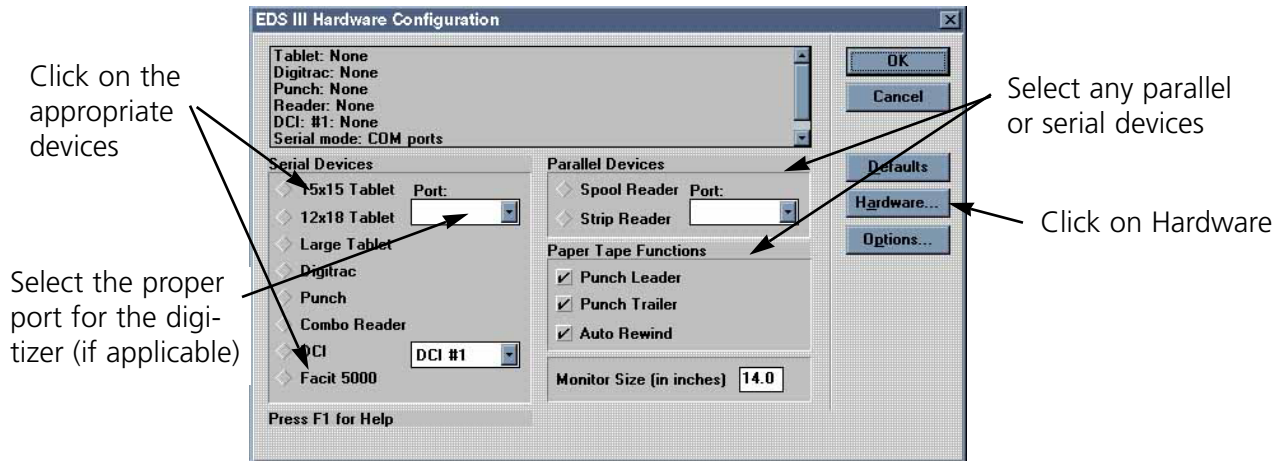 EDS III Hardware Configuration
Tablet: None
Digitrac: None
Punch: None
Reader: None
DCI: #1: None
Serial mode: COM ports
OK
Cancel
Defaults
Hardware...
Options...
Serial Devices
15x15 Tablet
Port:
12x18 Tablet
Large Tablet
Digitrac
Punch
Combo Reader
DCI
DCI #1
Facit 5000
Parallel Devices
Spool Reader
Port:
Strip Reader
Paper Tape Functions
Punch Leader
Punch Trailer
Auto Rewind
Monitor Size (in inches)
14.0
Press F1 for Help
Click on the
appropriate
devices
Select the proper
port for the digi-
tizer (if applicable)
Select any parallel
or serial devices
Click on Hardware